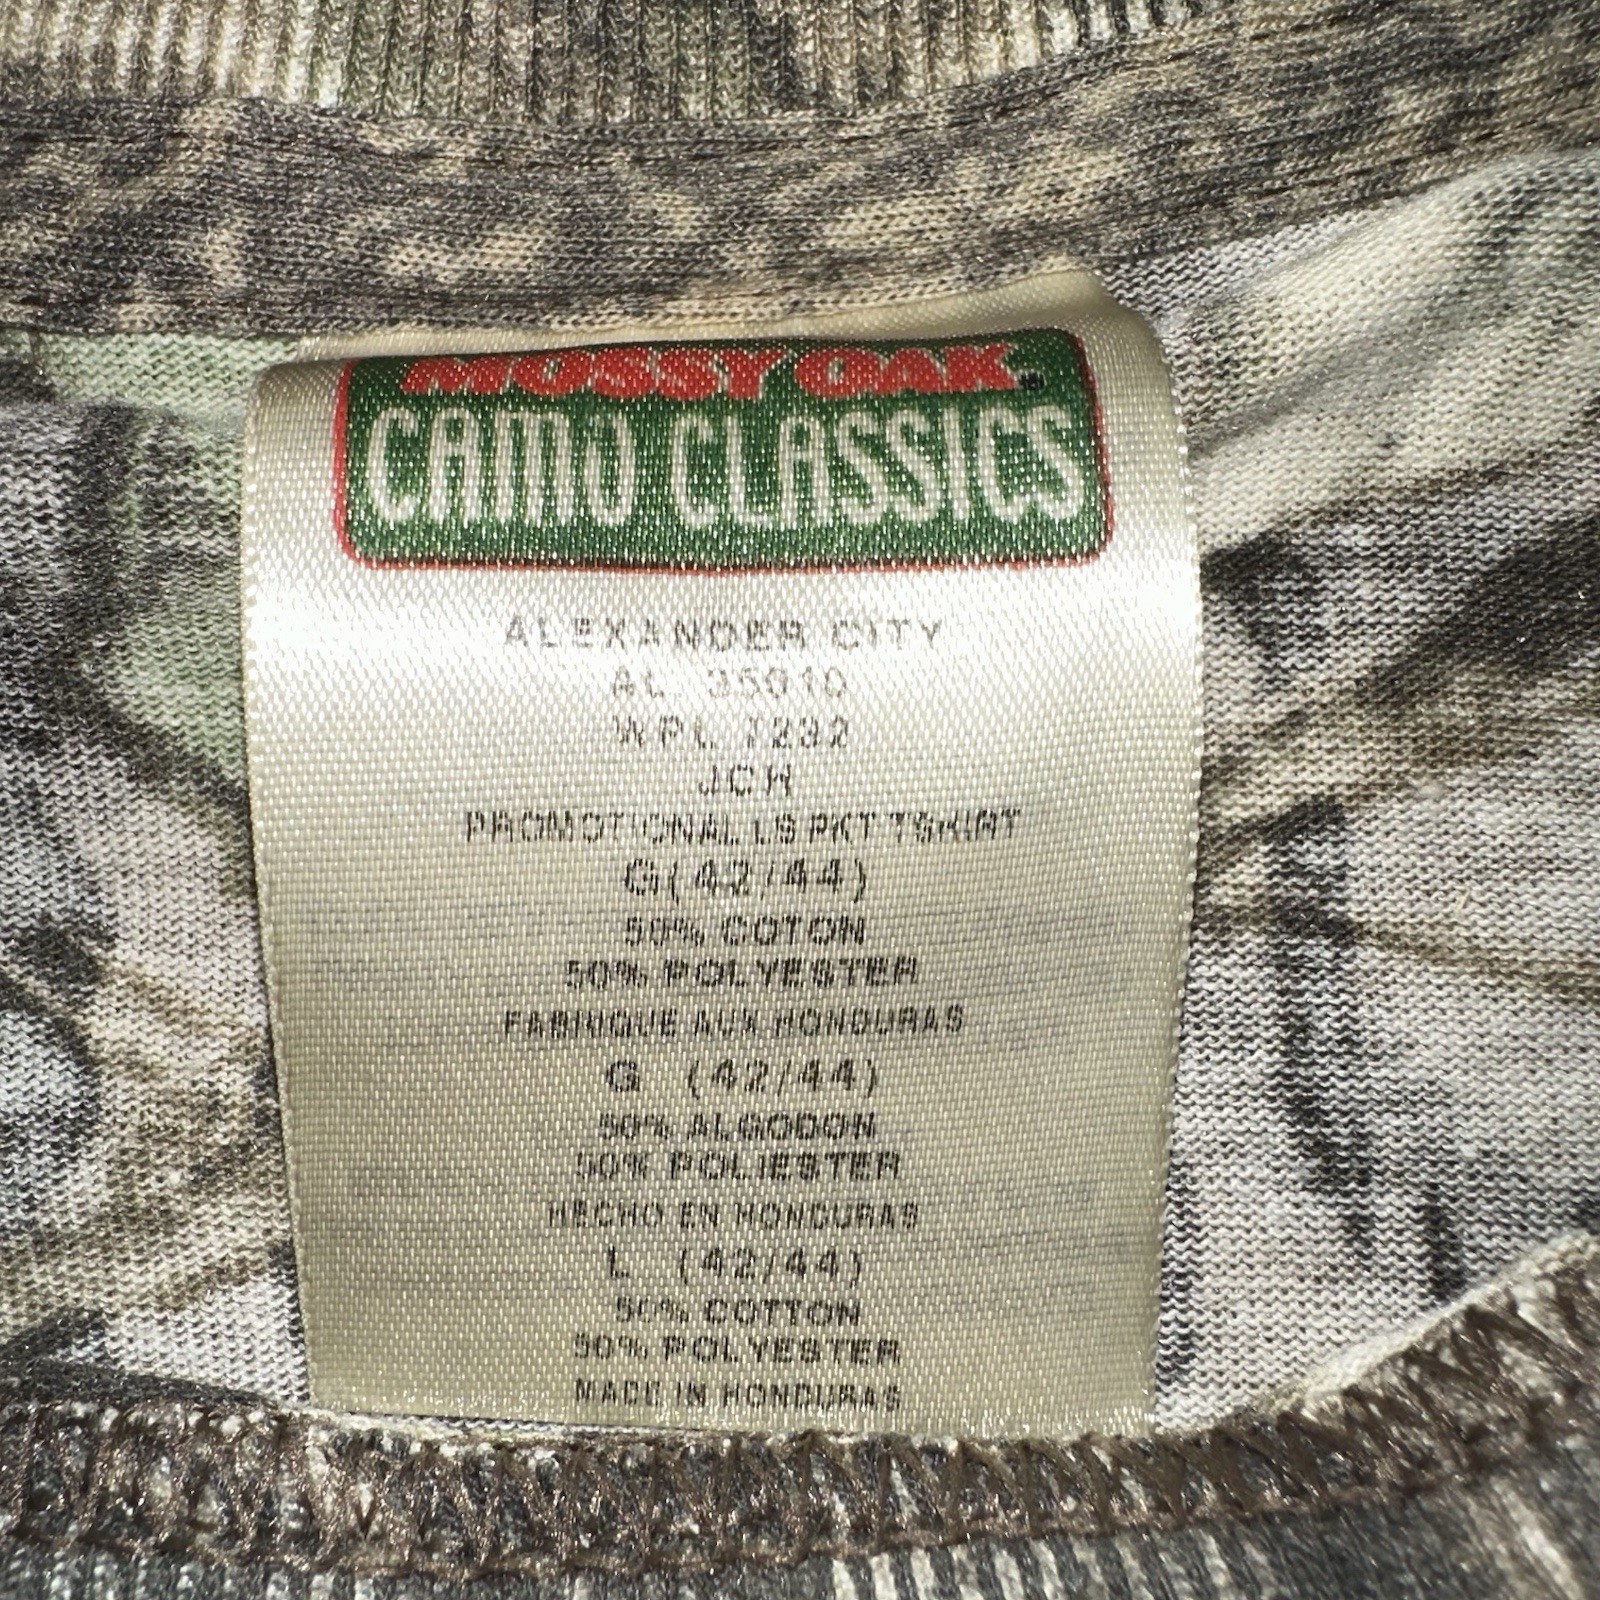 MOSSY OAK
CAMO CLASSICS
ALEXANDER CITY
AL 35010
WPL 7232
JCH
PROMOTIONAL LS PKT TSHIRT
G(42/44)
50% COTON
50% POLYESTER
FABRIQUE AUX HONDURAS
G (42/44)
50% ALGODON
50% POLIESTER
HECHO EN HONDURAS
L (42/44)
50% COTTON
50% POLYESTER
MADE IN HONDURAS